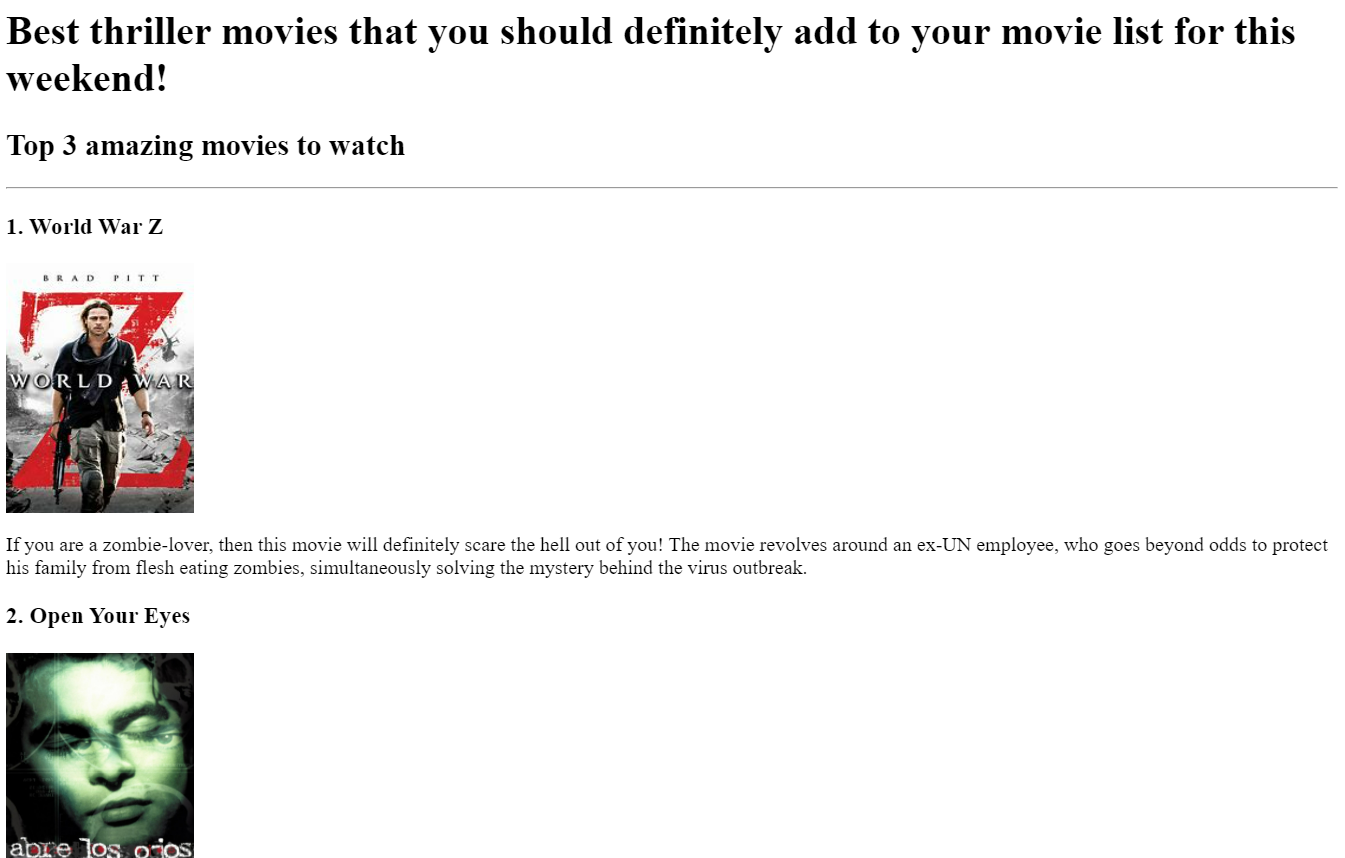 Best thriller movies that you should definitely add to your movie list for this
weekend!
Top 3 amazing movies to watch
1. World War Z
BRAD PITT
Z
WORLD WAR
If you are a zombie-lover, then this movie will definitely scare the hell out of you! The movie revolves around an ex-UN employee, who goes beyond odds to protect
his family from flesh eating zombies, simultaneously solving the mystery behind the virus outbreak.
2. Open Your Eyes
abre los ojos